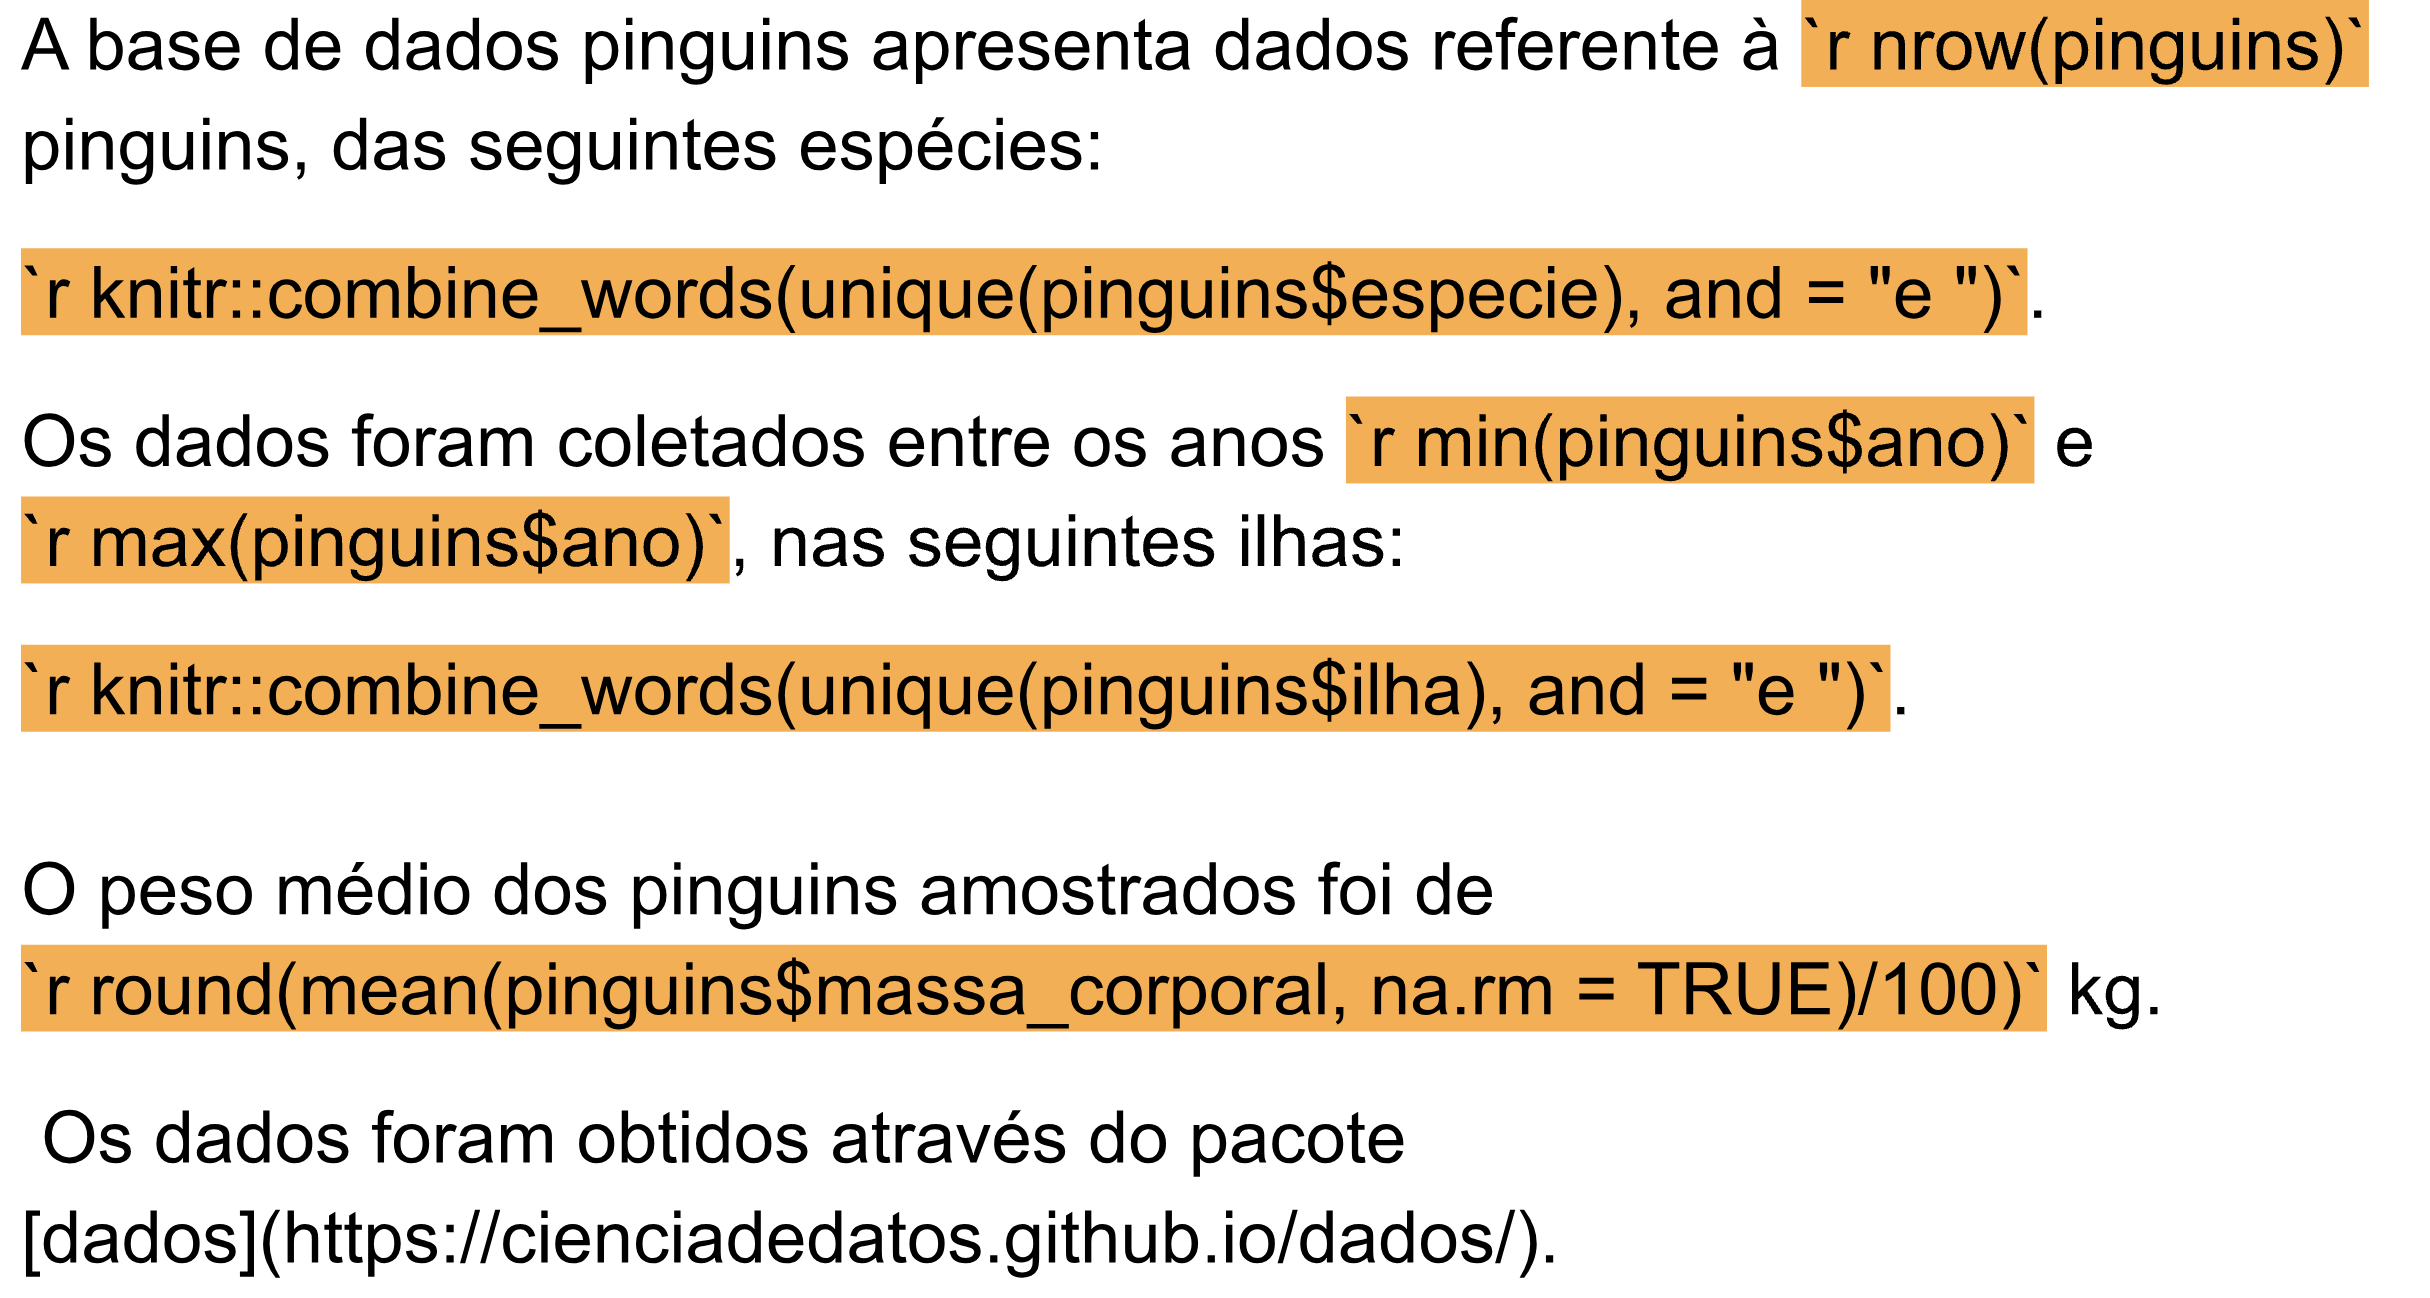 A base de dados pinguins apresenta dados referente à `r nrow(pinguins)`
pinguins, das seguintes espécies:
`r knitr::combine_words(unique(pinguins$especie), and = "e ")`.
Os dados foram coletados entre os anos `r min(pinguins$ano)` e
`r max(pinguins$ano)`, nas seguintes ilhas:
`r knitr::combine_words(unique(pinguins$ilha), and = "e ")`.
O peso médio dos pinguins amostrados foi de
`r round(mean(pinguins$massa_corporal, na.rm = TRUE)/100)` kg.
Os dados foram obtidos através do pacote
[dados](https://cienciadedatos.github.io/dados/).